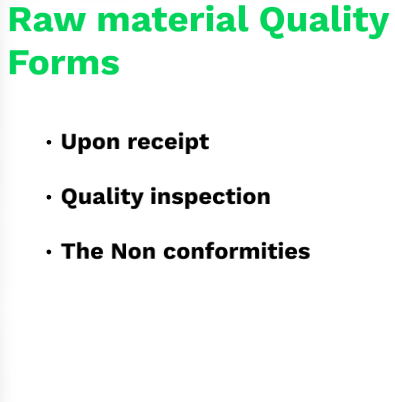 Raw material Quality
Forms
• Upon receipt
• Quality inspection
• The Non conformities